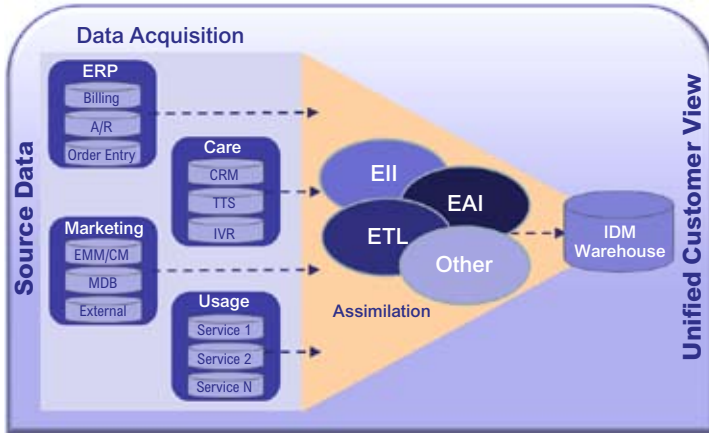 Data Acquisition
Source Data
ERP
Billing
A/R
Order Entry
Care
CRM
TTS
IVR
Marketing
EMM/CM
MDB
External
Usage
Service 1
Service 2
Service N
EII
EAI
ETL
Other
Assimilation
IDM
Warehouse
Unified Customer View